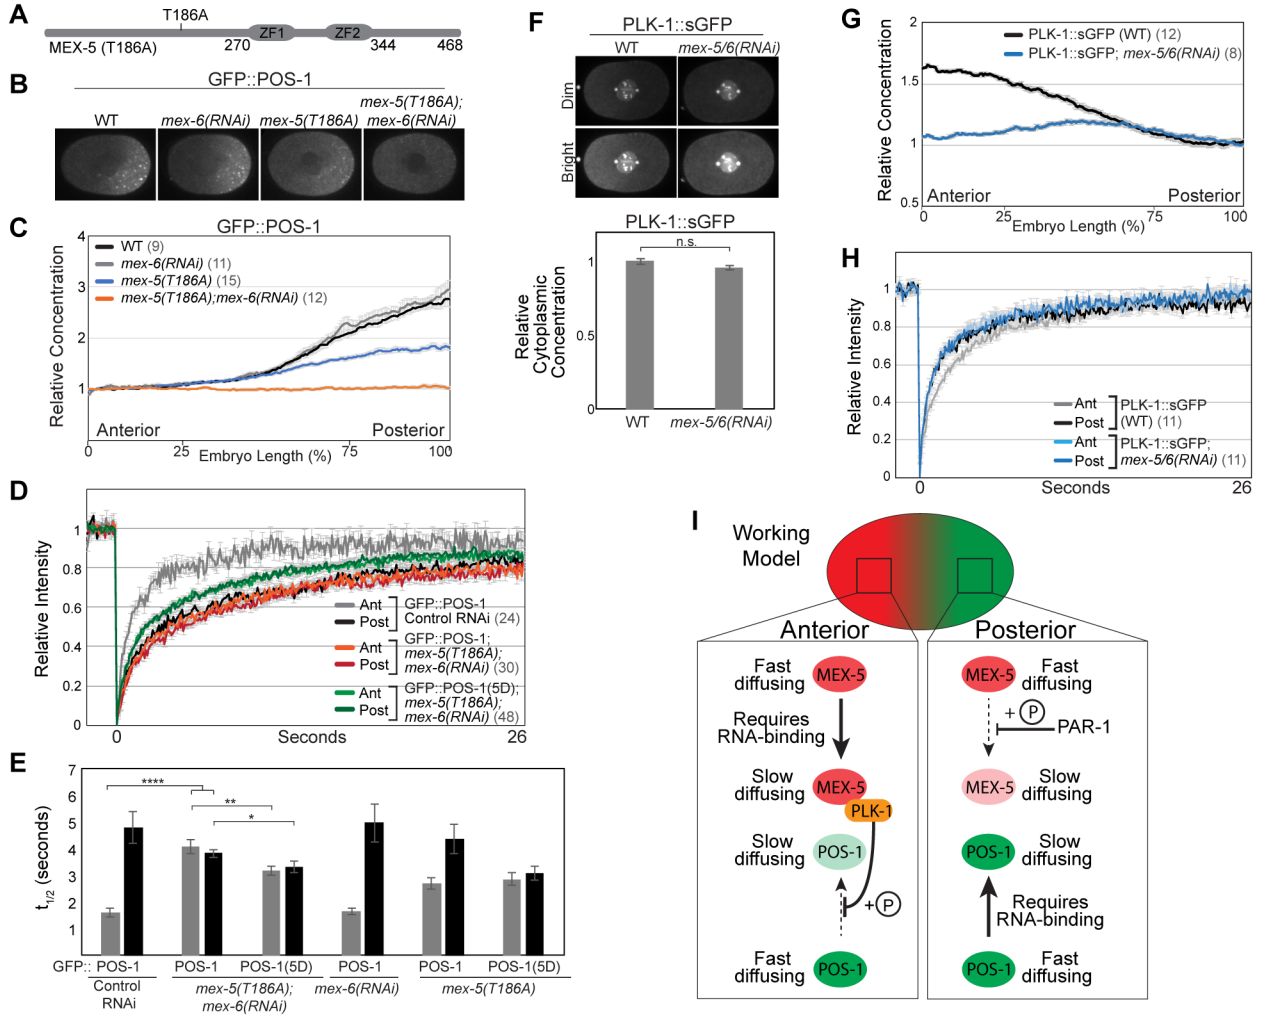 A
T186A
ZF1
ZF2
MEX-5 (T186A)
270
344
468
B
GFP::POS-1
WT
mex-6(RNAi)
mex-5(T186A)
mex-5(T186A);
mex-6(RNAi)
C
GFP::POS-1
Relative Concentration
4
3
2
1
0
WT (9)
mex-6(RNAi) (11)
mex-5(T186A) (15)
mex-5(T186A);mex-6(RNAi) (12)
Anterior
Posterior
0
25
75
100
Embryo Length (%)
D
Relative Intensity
1
0.8
0.6
0.4
0.2
0
Ant
Post
GFP::POS-1
Control RNAi (24)
Ant
Post
GFP::POS-1;
mex-5(T186A);
mex-6(RNAi) (30)
Ant
Post
GFP::POS-1(5D);
mex-5(T186A);
mex-6(RNAi) (48)
0
Seconds
26
E
t1/2 (seconds)
7
6
5
4
3
2
1
****
**
*
GFP::
POS-1
POS-1
POS-1(5D)
POS-1
POS-1
POS-1(5D)
Control
RNAi
mex-5(T186A);
mex-6(RNAi)
mex-6(RNAi)
mex-5(T186A)
F
PLK-1::sGFP
WT
mex-5/6(RNAi)
Dim
Bright
PLK-1::sGFP
Relative
Cytoplasmic
Concentration
1
0.5
0
n.s.
WT
mex-5/6(RNAi)
G
Relative Concentration
2
1.5
1
0.5
PLK-1::sGFP (WT) (12)
PLK-1::sGFP; mex-5/6(RNAi) (8)
Anterior
Posterior
0
25
75
100
Embryo Length (%)
H
Relative Intensity
1
0.8
0.6
0.4
0.2
0
Ant
Post
PLK-1::sGFP
(WT) (11)
Ant
Post
PLK-1::sGFP;
mex-5/6(RNAi) (11)
0
Seconds
26
I
Working
Model
Anterior
Fast
diffusing
MEX-5
Requires
RNA-binding
Slow
diffusing
MEX-5
PLK-1
Slow
diffusing
POS-1
+ P
Fast
diffusing
POS-1
Posterior
MEX-5
Fast
diffusing
+ P
PAR-1
MEX-5
Slow
diffusing
POS-1
Slow
diffusing
Requires
RNA-binding
POS-1
Fast
diffusing